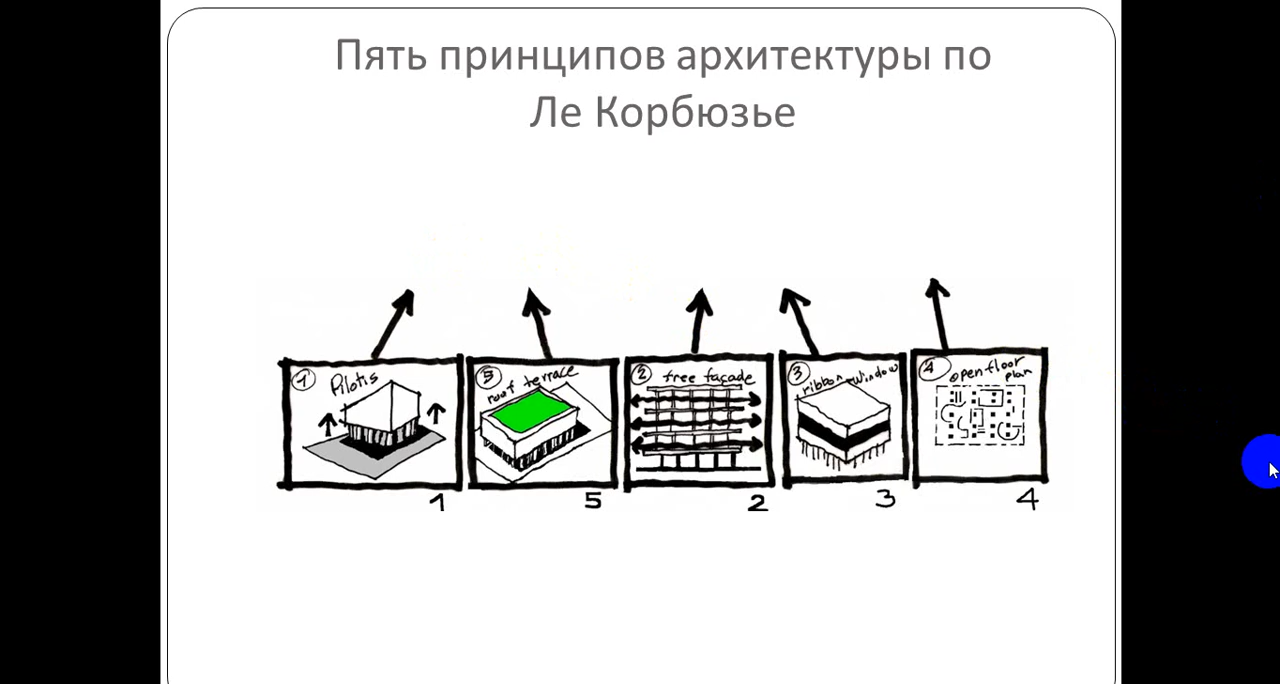 Пять принципов архитектуры по
Ле Корбюзье
1 Pilotis
5 roof terrace
2 free façade
3 ribbon window
4 open floor
plan
1 5 2 3 4